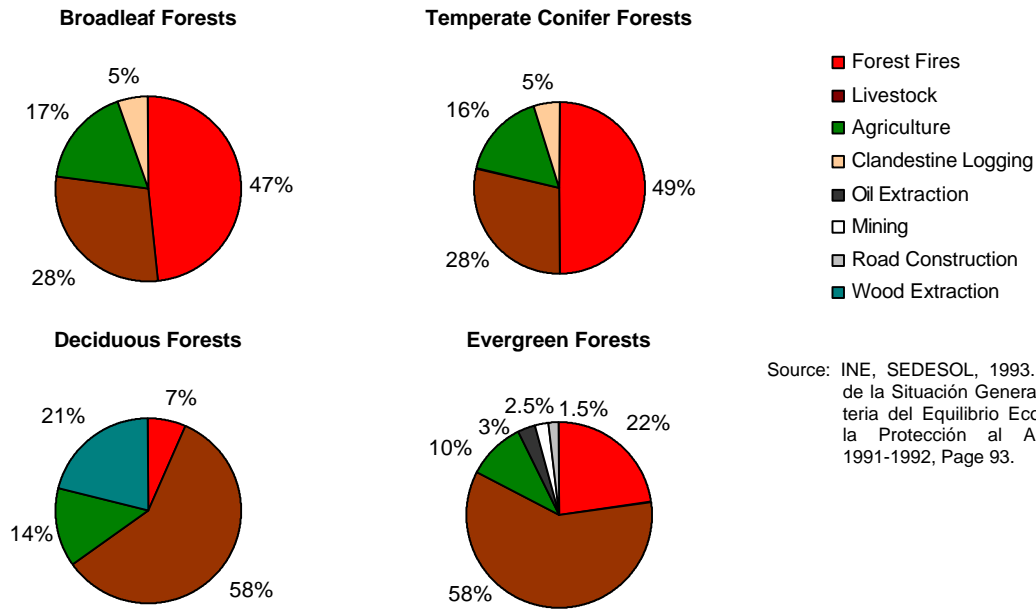 Broadleaf Forests
5%
17%
47%
28%
Temperate Conifer Forests
5%
16%
49%
28%
Forest Fires
Livestock
Agriculture
Clandestine Logging
Oil Extraction
Mining
Road Construction
Wood Extraction
Deciduous Forests
7%
21%
14%
58%
Evergreen Forests
2.5%
1.5%
3%
22%
10%
58%
Source: INE, SEDESOL, 1993.
de la Situación Genera
teria del Equilibrio Eco
la Protección al A
1991-1992, Page 93.